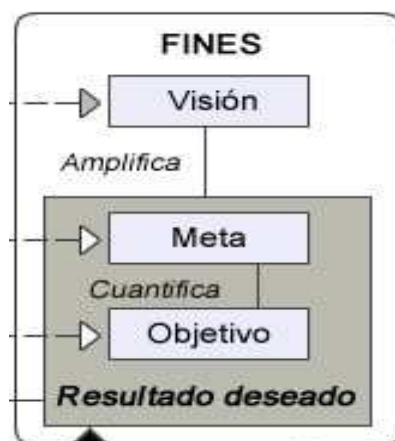 FINES
Visión
Amplifica
Meta
Cuantifica
Objetivo
Resultado deseado